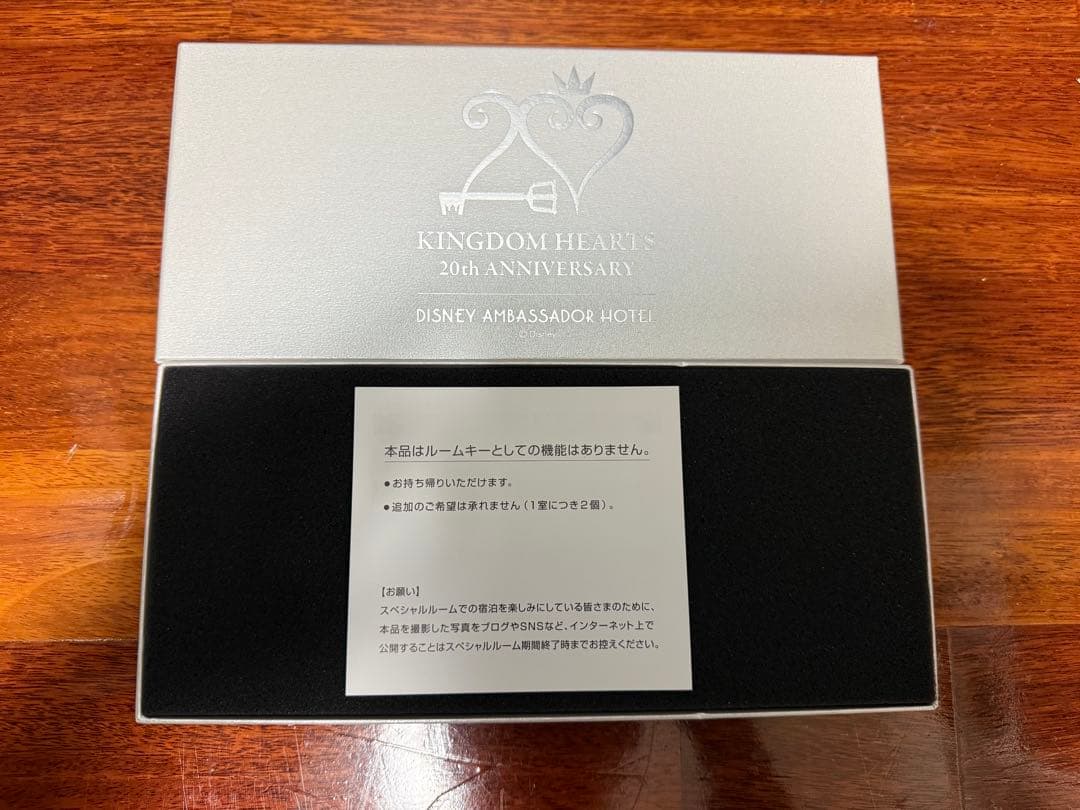 KINGDOM HEARTS
20th ANNIVERSARY
DISNEY AMBASSADOR HOTEL
© Disney
本品はルームキーとしての機能はありません。
●お持ち帰りいただけます。
●追加のご希望は承れません（1室につき2個）。
【お願い】
スペシャルルームでの宿泊を楽しみにしている皆さまのために、
本品を撮影した写真をブログやSNSなど、インターネット上で
公開することはスペシャルルーム期間終了時までお控えください。